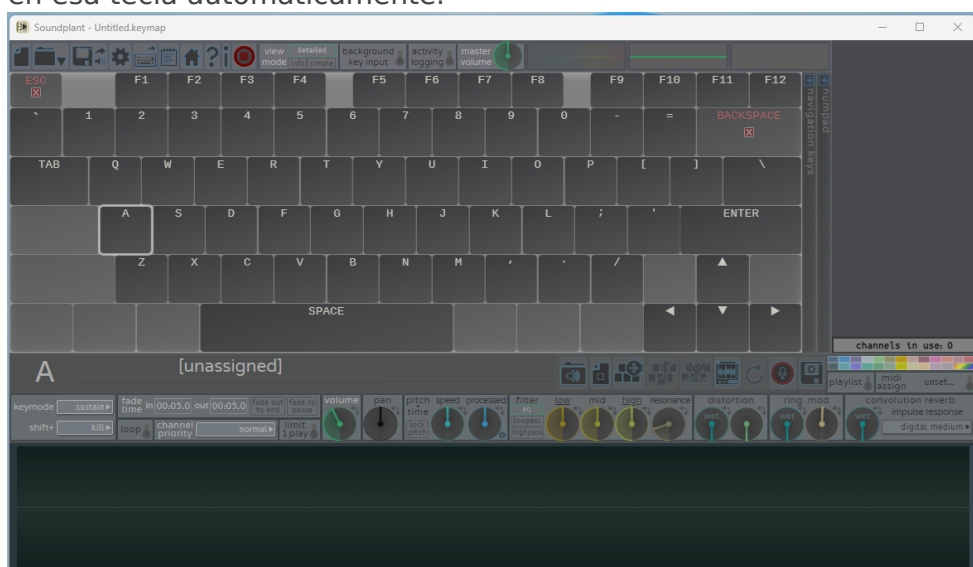 en esa tecla automáticamente.
Soundplant - Untitled.keymap
view mode detailed info simple background key input activity logging master volume
ESC F1 F2 F3 F4 F5 F6 F7 F8 F9 F10 F11 F12
` 1 2 3 4 5 6 7 8 9 0 - = BACKSPACE
navigation keys
numpad
TAB Q W E R T Y U I O P [ ] \
A S D F G H J K L ; ' ENTER
Z X C V B N M , . / ▲
SPACE ◀ ▼ ▶
channels in use: 0
A [unassigned]
playlist midi assign unset...
keymode sustain fade time in 00:05.0 out 00:05.0 fade out to end fade to pause volume pan pitch time speed processed filter eq low mid high resonance distortion ring mod convolution reverb
shift+ kill loop channel priority normal limit 1 play lock pitch lowpass highpass wet wet wet impulse response
digital medium